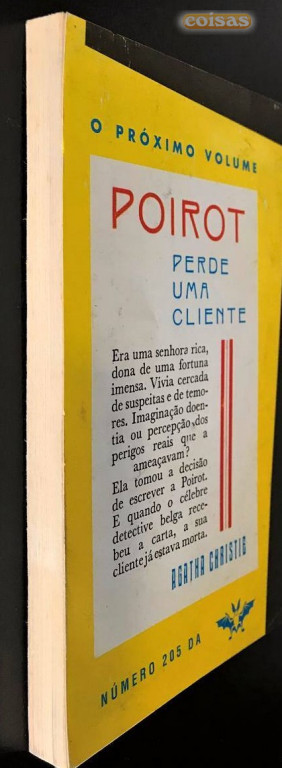 coisas
O PRÓXIMO VOLUME
POIROT
PERDE
UMA
CLIENTE
Era uma senhora rica,
dona de uma fortuna
imensa. Vivia cercada
de suspeitas e de temo-
res. Imaginação doen-
tia ou percepção dos
perigos reais que a
ameaçavam?
Ela tomou a decisão
de escrever a Poirot.
E quando o célebre
detective belga rece-
beu a carta, a sua
cliente já estava morta.
AGATHA CHRISTIE
NÚMERO 205 DA